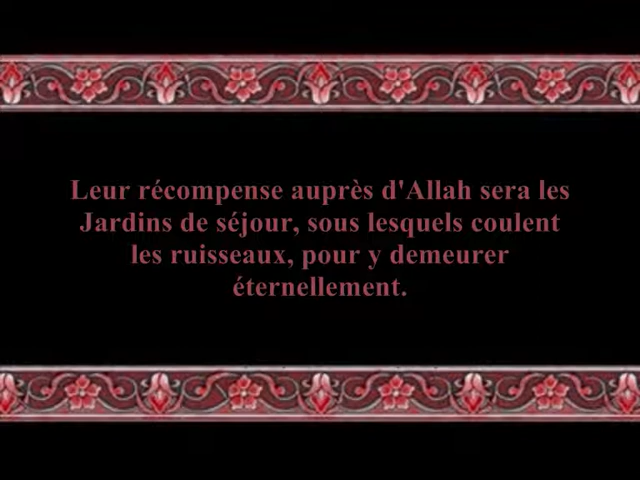 Leur récompense auprès d'Allah sera les
Jardins de séjour, sous lesquels coulent
les ruisseaux, pour y demeurer
éternellement.